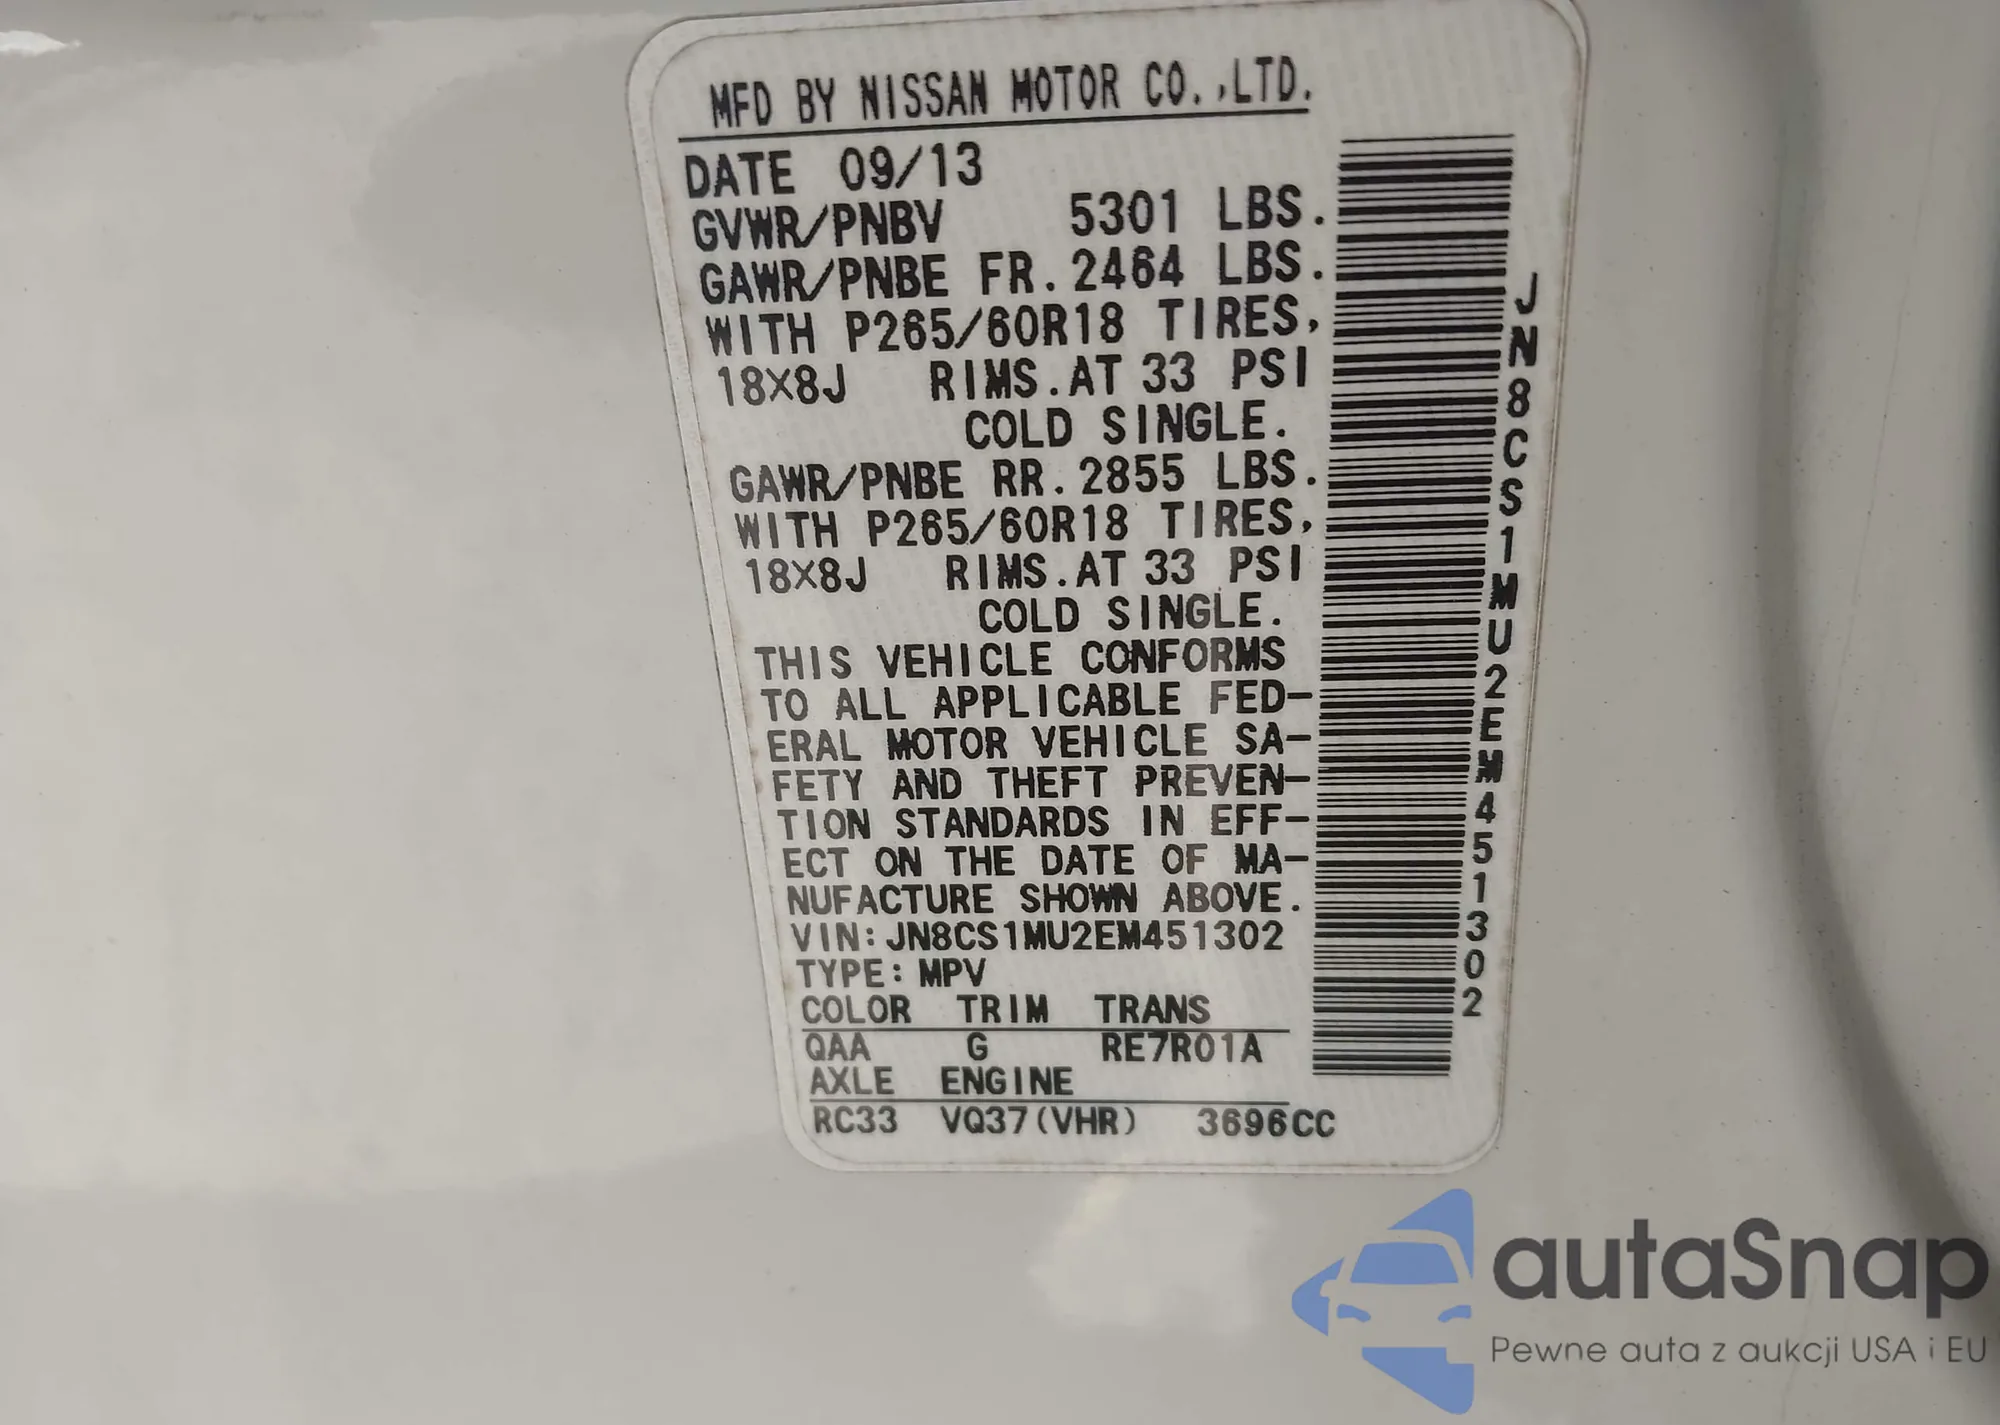 MFD BY NISSAN MOTOR CO.,LTD.
DATE 09/13
GVWR/PNBV 5301 LBS.
GAWR/PNBE FR. 2464 LBS.
WITH P265/60R18 TIRES,
18X8J RIMS. AT 33 PSI
COLD SINGLE.
GAWR/PNBE RR. 2855 LBS.
WITH P265/60R18 TIRES,
18X8J RIMS. AT 33 PSI
COLD SINGLE.
THIS VEHICLE CONFORMS
TO ALL APPLICABLE FED-
ERAL MOTOR VEHICLE SA-
FETY AND THEFT PREVEN-
TION STANDARDS IN EFF-
ECT ON THE DATE OF MA-
NUFACTURE SHOWN ABOVE.
VIN: JN8CS1MU2EM451302
TYPE: MPV
COLOR TRIM TRANS
QAA G RE7R01A
AXLE ENGINE
RC33 VQ37(VHR) 3696CC
JN8CS1MU2EM451302
autaSnap
Pewne auta z aukcji USA i EU